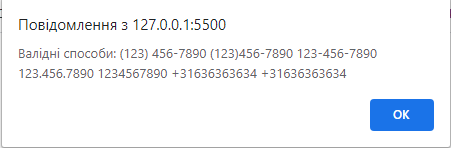 Повідомлення з 127.0.0.1:5500
Валідні способи: (123) 456-7890 (123)456-7890 123-456-7890
123.456.7890 1234567890 +31636363634 +31636363634
OK